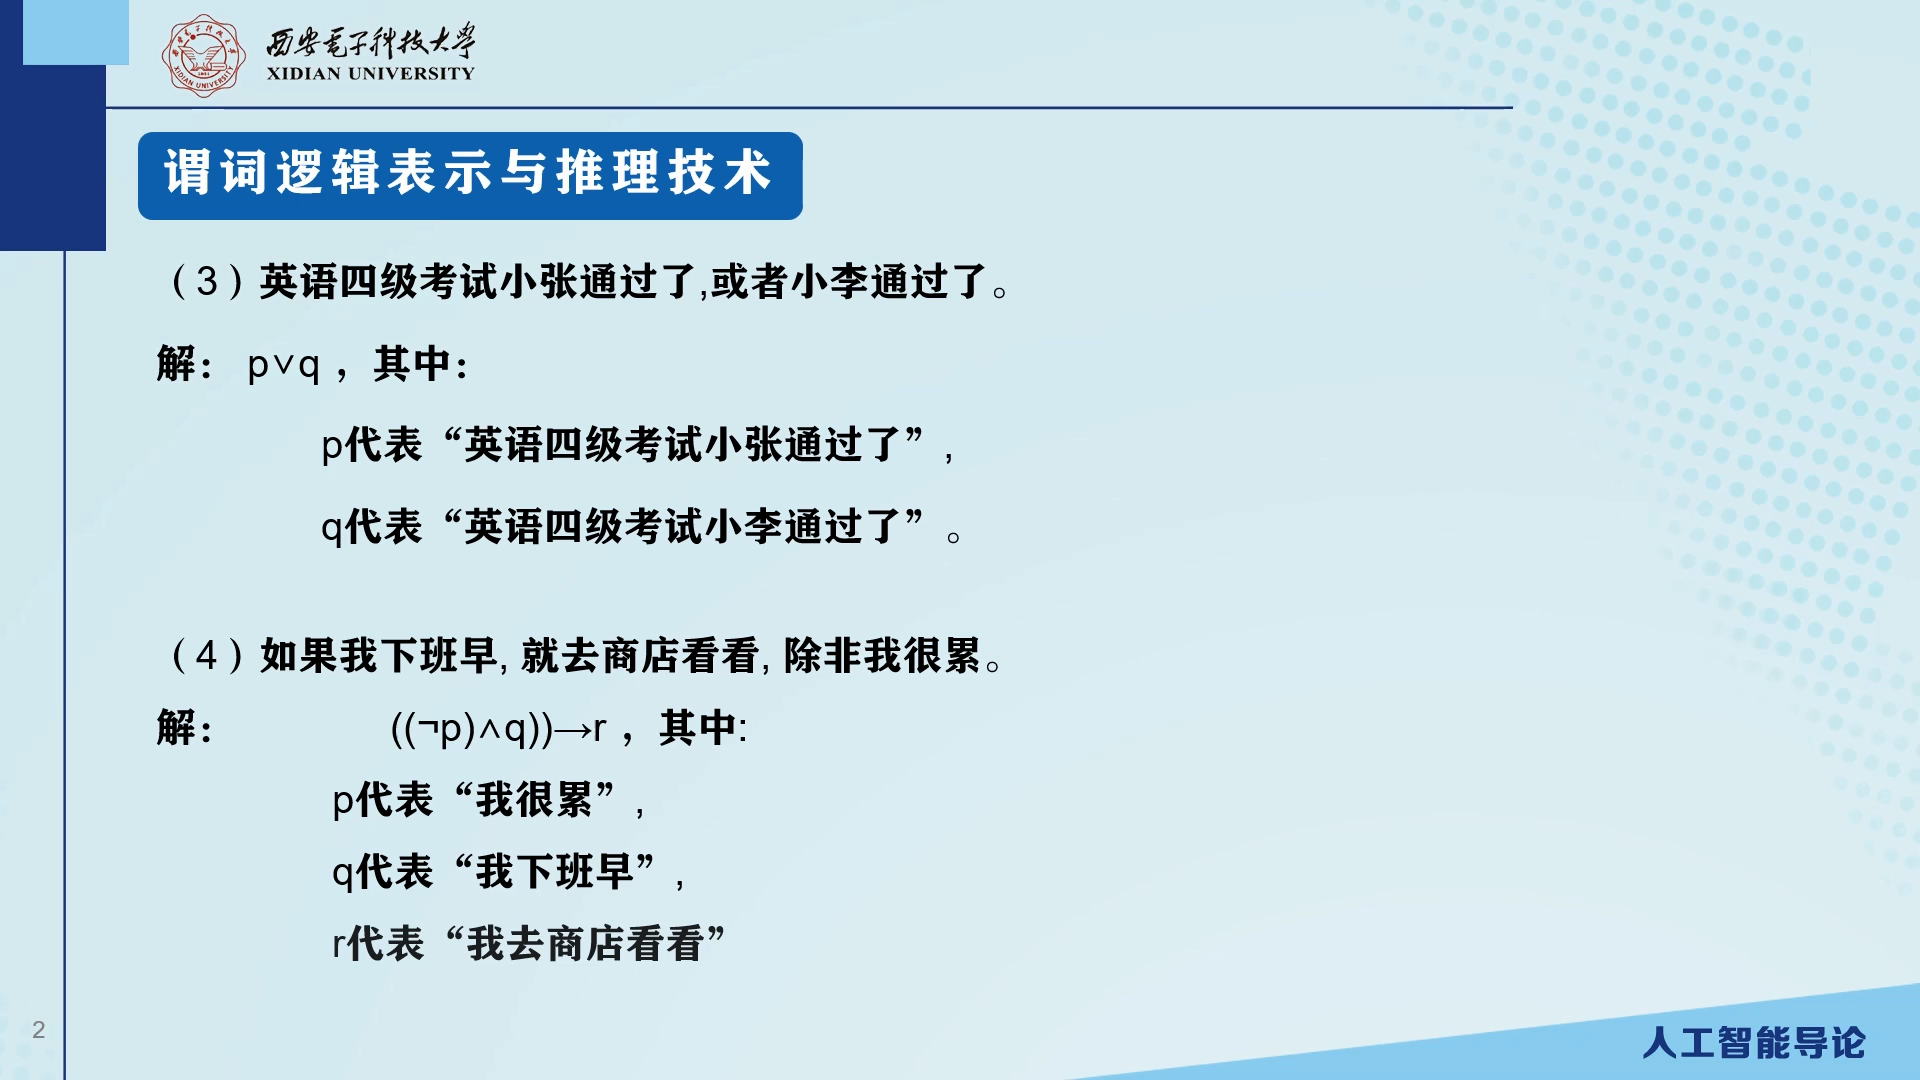 西安电子科技大学
XIDIAN UNIVERSITY
谓词逻辑表示与推理技术
（3）英语四级考试小张通过了,或者小李通过了。
解： p∨q ，其中：
p代表“英语四级考试小张通过了”,
q代表“英语四级考试小李通过了”。
（4）如果我下班早, 就去商店看看, 除非我很累。
解： ((¬p)∧q))→r ，其中:
p代表“我很累”,
q代表“我下班早”,
r代表“我去商店看看”
2
人工智能导论